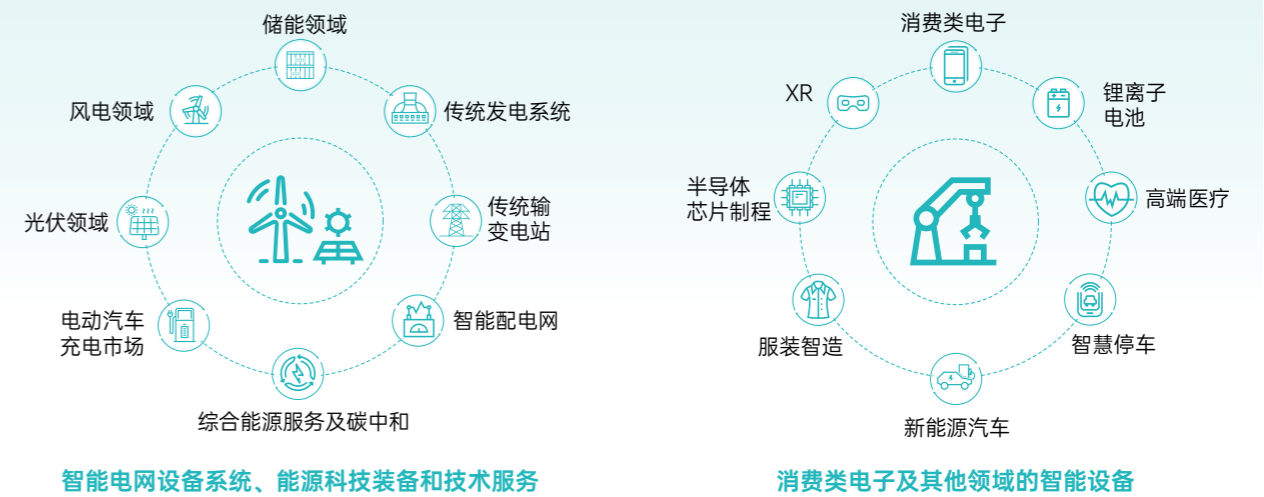 储能领域
风电领域
传统发电系统
光伏领域
传统输
变电站
电动汽车
充电市场
智能配电网
综合能源服务及碳中和
智能电网设备系统、能源科技装备和技术服务
消费类电子
XR
锂离子
电池
半导体
芯片制程
高端医疗
服装智造
智慧停车
新能源汽车
消费类电子及其他领域的智能设备